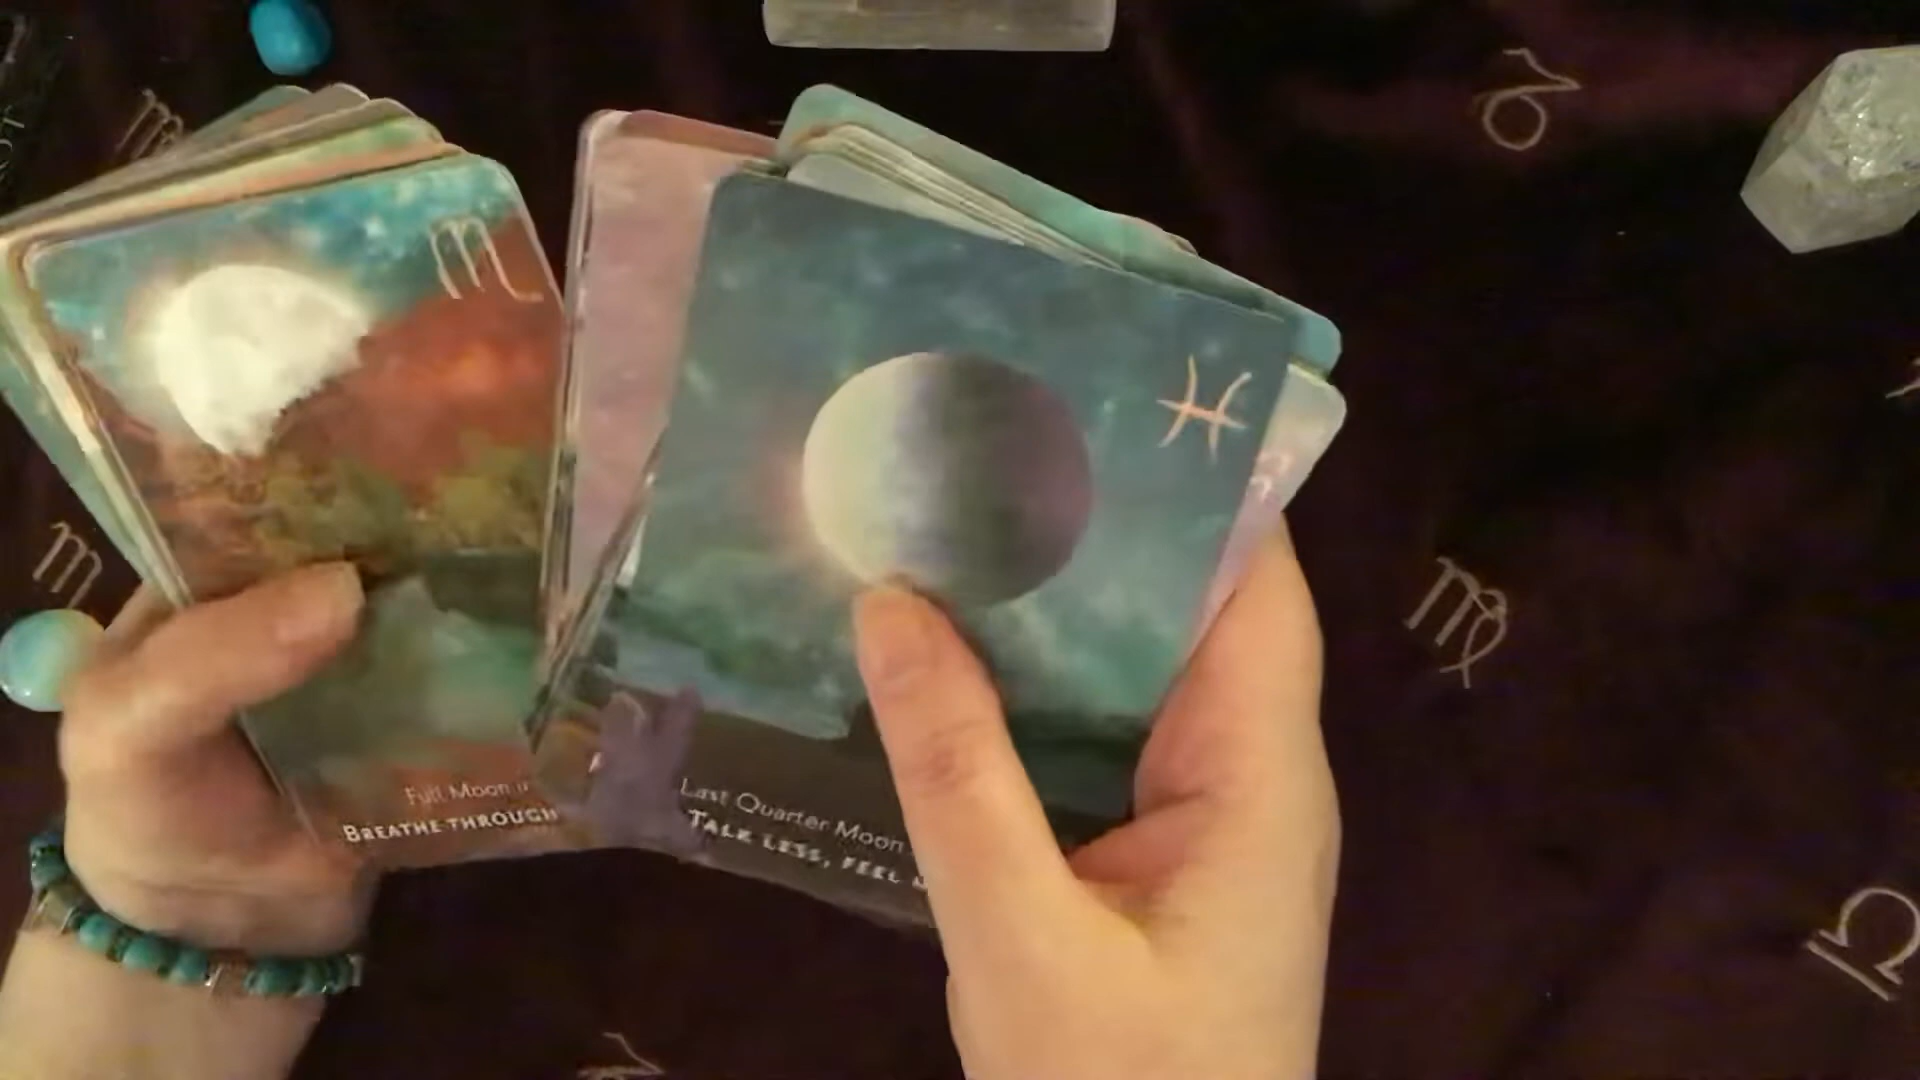 Full Moon
BREATHE THROUGH
Last Quarter Moon
TALK LESS, FEEL